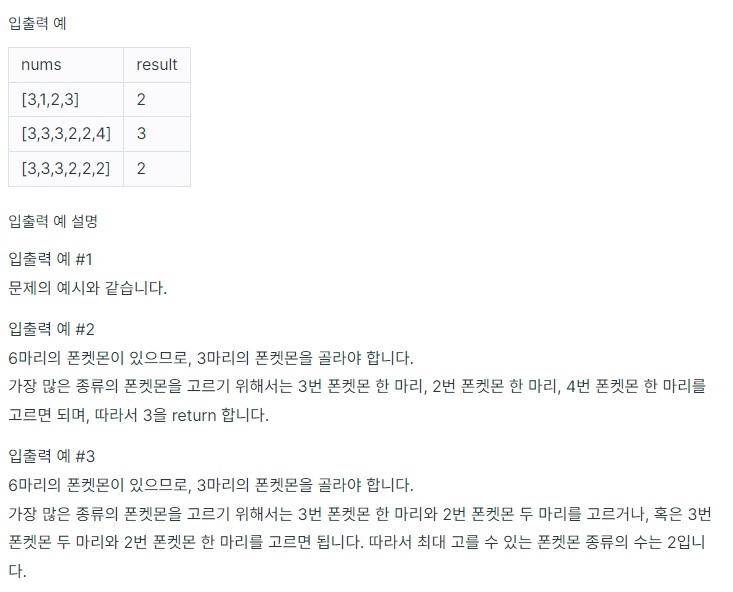 입출력 예
nums result
[3,1,2,3] 2
[3,3,3,2,2,4] 3
[3,3,3,2,2,2] 2
입출력 예 설명
입출력 예 #1
문제의 예시와 같습니다.
입출력 예 #2
6마리의 폰켓몬이 있으므로, 3마리의 폰켓몬을 골라야 합니다.
가장 많은 종류의 폰켓몬을 고르기 위해서는 3번 폰켓몬 한 마리, 2번 폰켓몬 한 마리, 4번 폰켓몬 한 마리를
고르면 되며, 따라서 3을 return 합니다.
입출력 예 #3
6마리의 폰켓몬이 있으므로, 3마리의 폰켓몬을 골라야 합니다.
가장 많은 종류의 폰켓몬을 고르기 위해서는 3번 폰켓몬 한 마리와 2번 폰켓몬 두 마리를 고르거나, 혹은 3번
폰켓몬 두 마리와 2번 폰켓몬 한 마리를 고르면 됩니다. 따라서 최대 고를 수 있는 폰켓몬 종류의 수는 2입니
다.